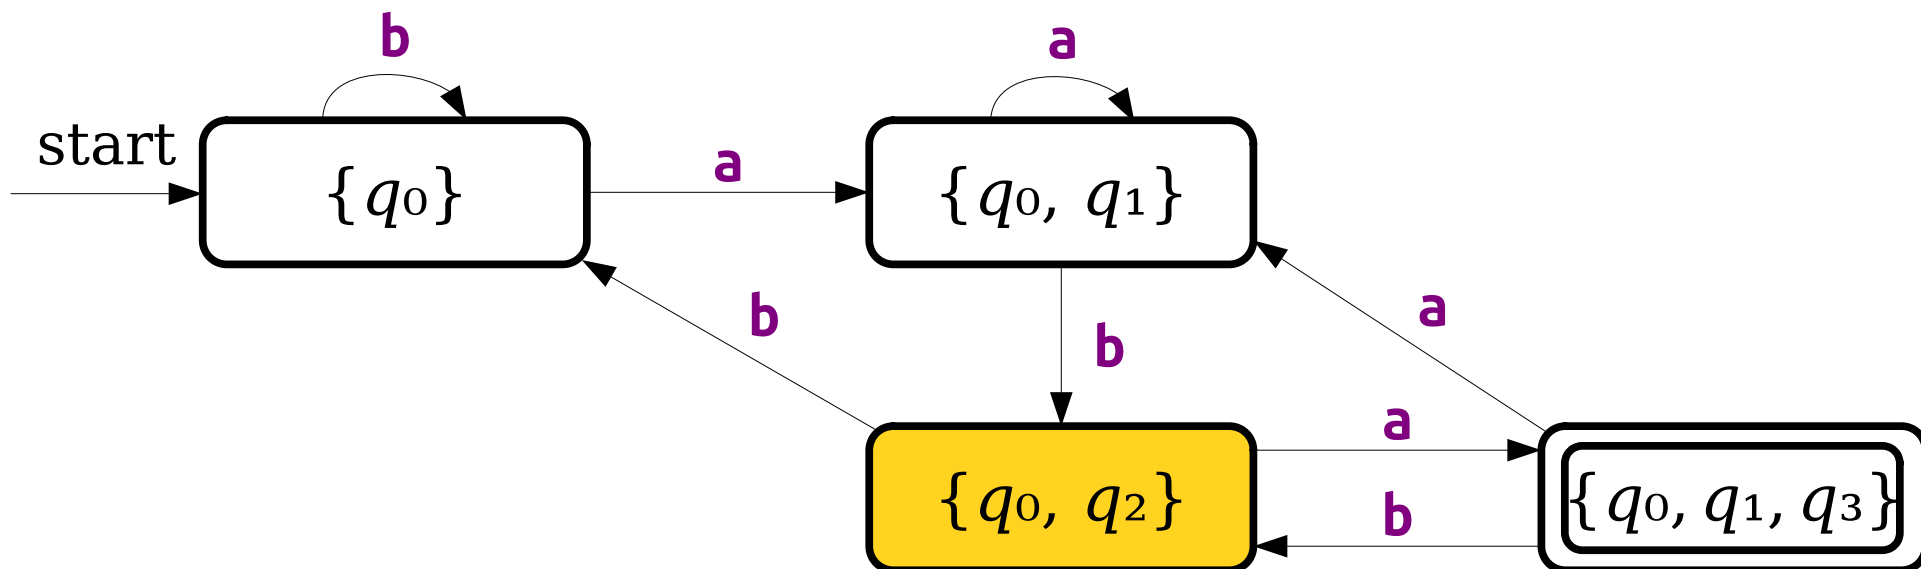 b
a
start
{q₀}
a
{q₀, q₁}
b
b
a
a
{q₀, q₂}
b
{q₀, q₁, q₃}